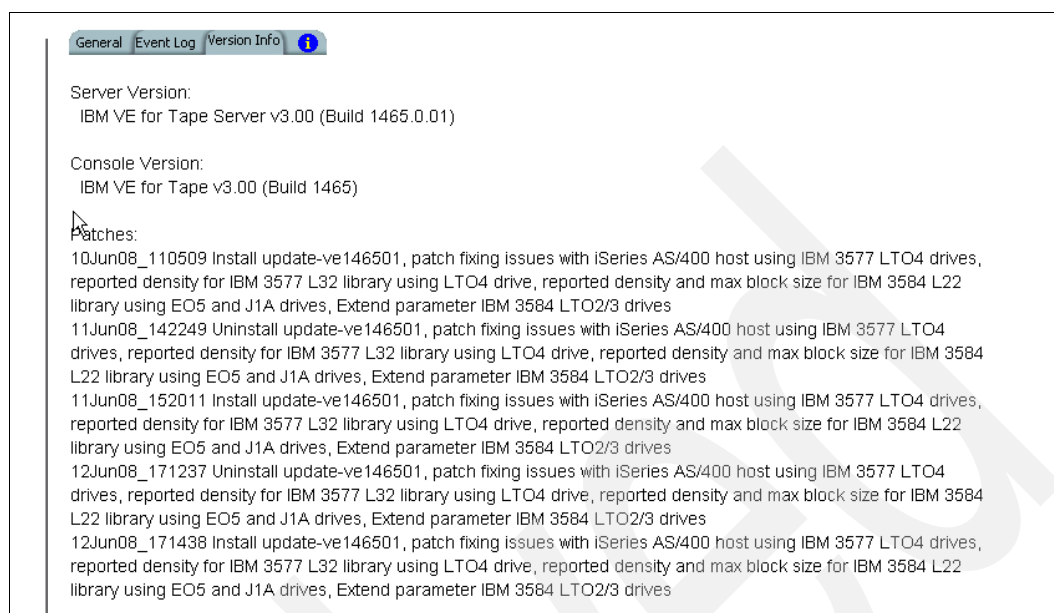 General Event Log Version Info i
Server Version:
IBM VE for Tape Server v3.00 (Build 1465.0.01)
Console Version:
IBM VE for Tape v3.00 (Build 1465)
Patches:
10Jun08_110509 Install update-ve146501, patch fixing issues with iSeries AS/400 host using IBM 3577 LTO4 drives,
reported density for IBM 3577 L32 library using LTO4 drive, reported density and max block size for IBM 3584 L22
library using EO5 and J1A drives, Extend parameter IBM 3584 LTO2/3 drives
11Jun08_142249 Uninstall update-ve146501, patch fixing issues with iSeries AS/400 host using IBM 3577 LTO4
drives, reported density for IBM 3577 L32 library using LTO4 drive, reported density and max block size for IBM 3584
L22 library using EO5 and J1A drives, Extend parameter IBM 3584 LTO2/3 drives
11Jun08_152011 Install update-ve146501, patch fixing issues with iSeries AS/400 host using IBM 3577 LTO4 drives,
reported density for IBM 3577 L32 library using LTO4 drive, reported density and max block size for IBM 3584 L22
library using EO5 and J1A drives, Extend parameter IBM 3584 LTO2/3 drives
12Jun08_171237 Uninstall update-ve146501, patch fixing issues with iSeries AS/400 host using IBM 3577 LTO4
drives, reported density for IBM 3577 L32 library using LTO4 drive, reported density and max block size for IBM 3584
L22 library using EO5 and J1A drives, Extend parameter IBM 3584 LTO2/3 drives
12Jun08_171438 Install update-ve146501, patch fixing issues with iSeries AS/400 host using IBM 3577 LTO4 drives,
reported density for IBM 3577 L32 library using LTO4 drive, reported density and max block size for IBM 3584 L22
library using EO5 and J1A drives, Extend parameter IBM 3584 LTO2/3 drives